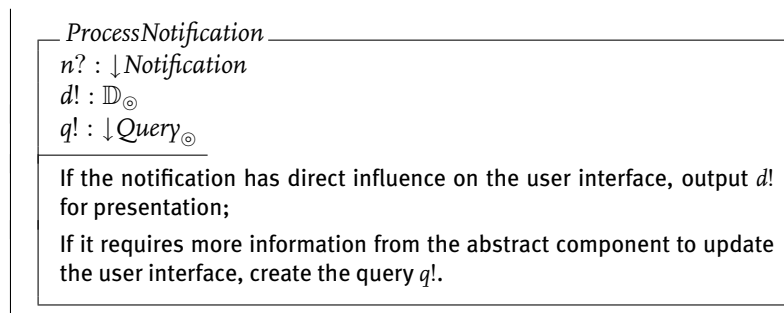 ProcessNotification
n? : ↓Notification
d! : 𝔻⊚
q! : ↓Query⊚
If the notification has direct influence on the user interface, output d!
for presentation;
If it requires more information from the abstract component to update
the user interface, create the query q!.